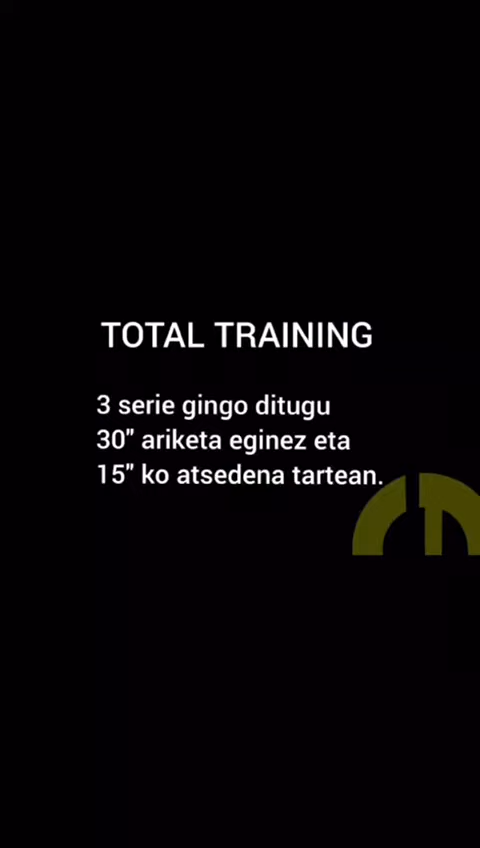 TOTAL TRAINING
3 serie gingo ditugu
30" ariketa eginez eta
15" ko atsedena tartean.